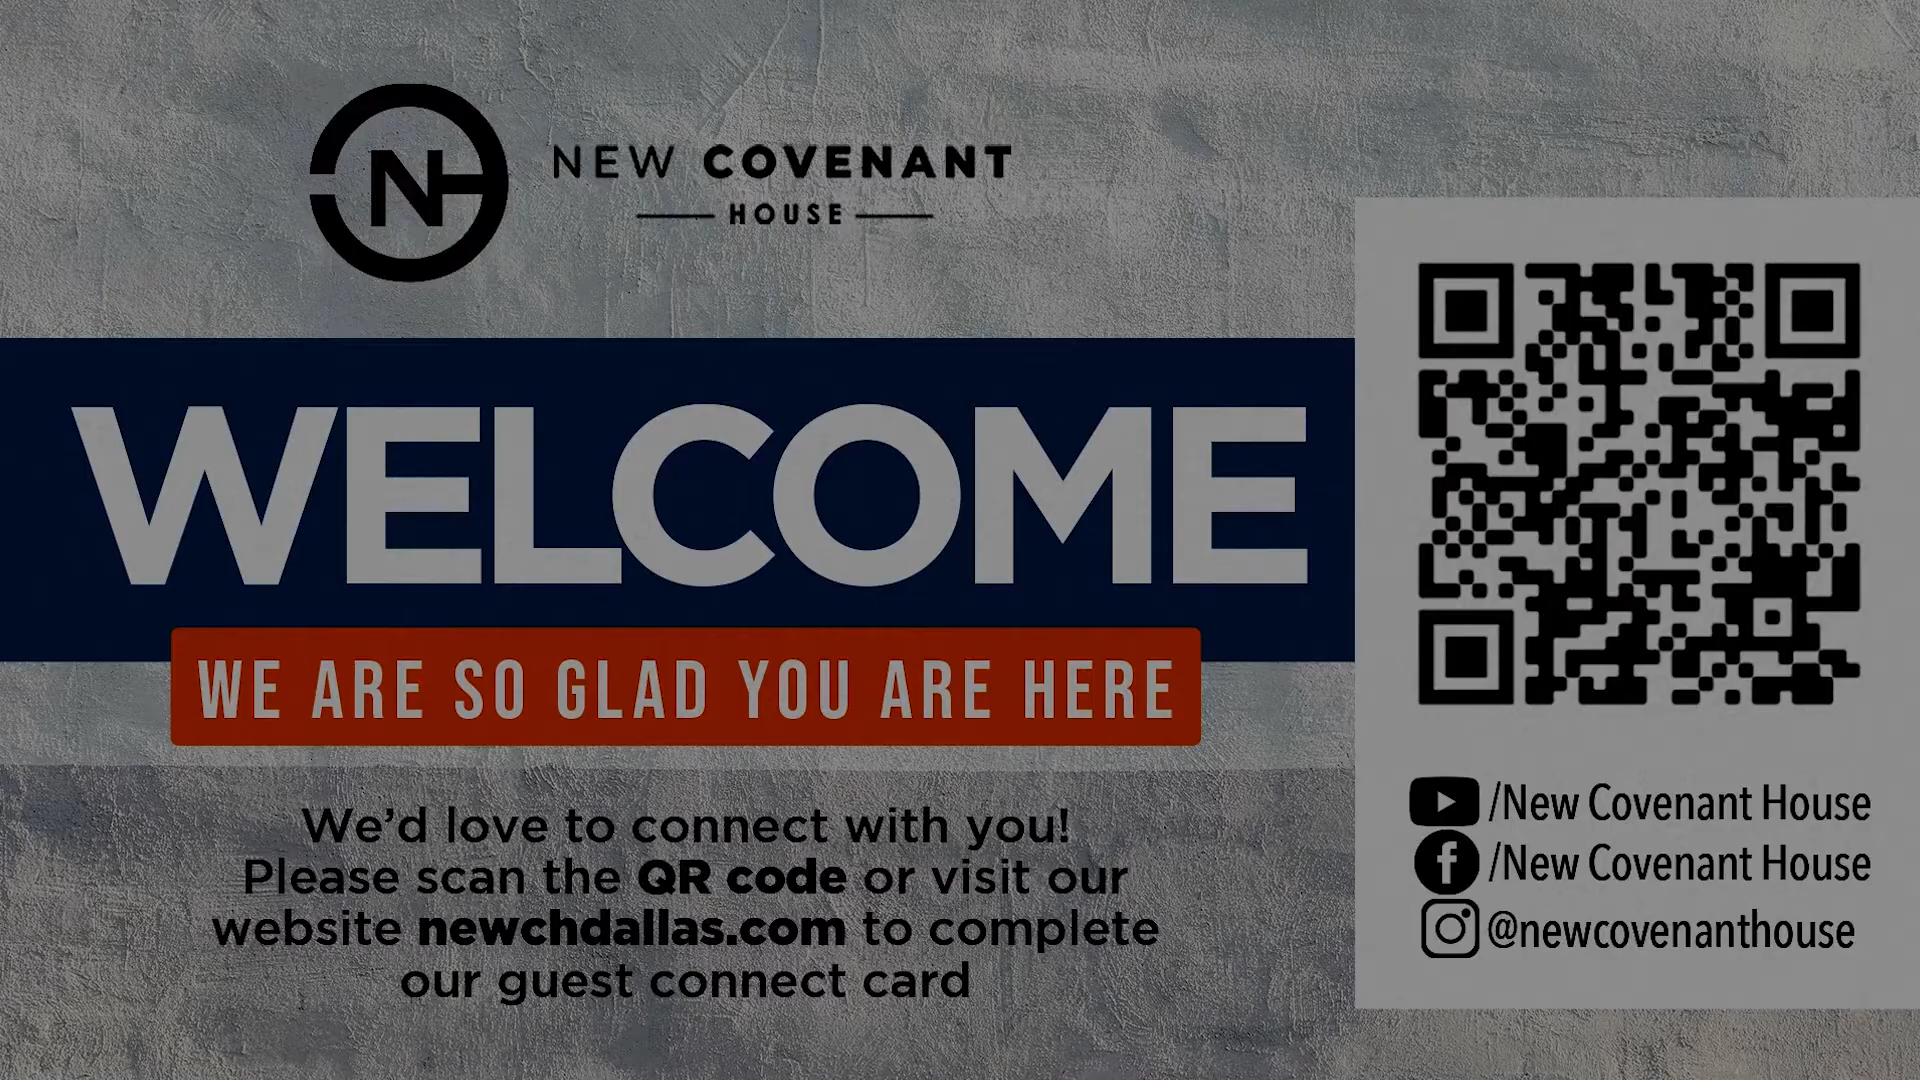 N
NEW COVENANT
HOUSE
WELCOME
WE ARE SO GLAD YOU ARE HERE
We’d love to connect with you!
Please scan the QR code or visit our
website newchdallas.com to complete
our guest connect card
/New Covenant House
/New Covenant House
@newcovenanthouse